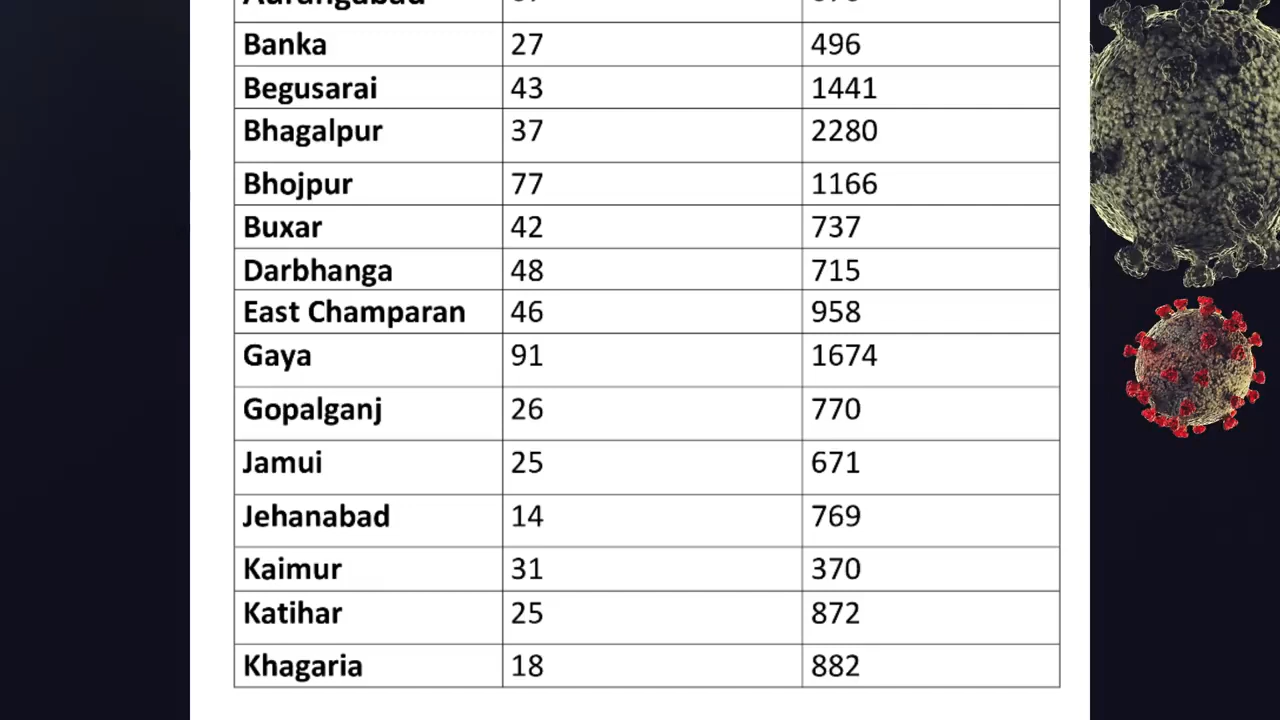 Banka 27 496
Begusarai 43 1441
Bhagalpur 37 2280
Bhojpur 77 1166
Buxar 42 737
Darbhanga 48 715
East Champaran 46 958
Gaya 91 1674
Gopalganj 26 770
Jamui 25 671
Jehanabad 14 769
Kaimur 31 370
Katihar 25 872
Khagaria 18 882